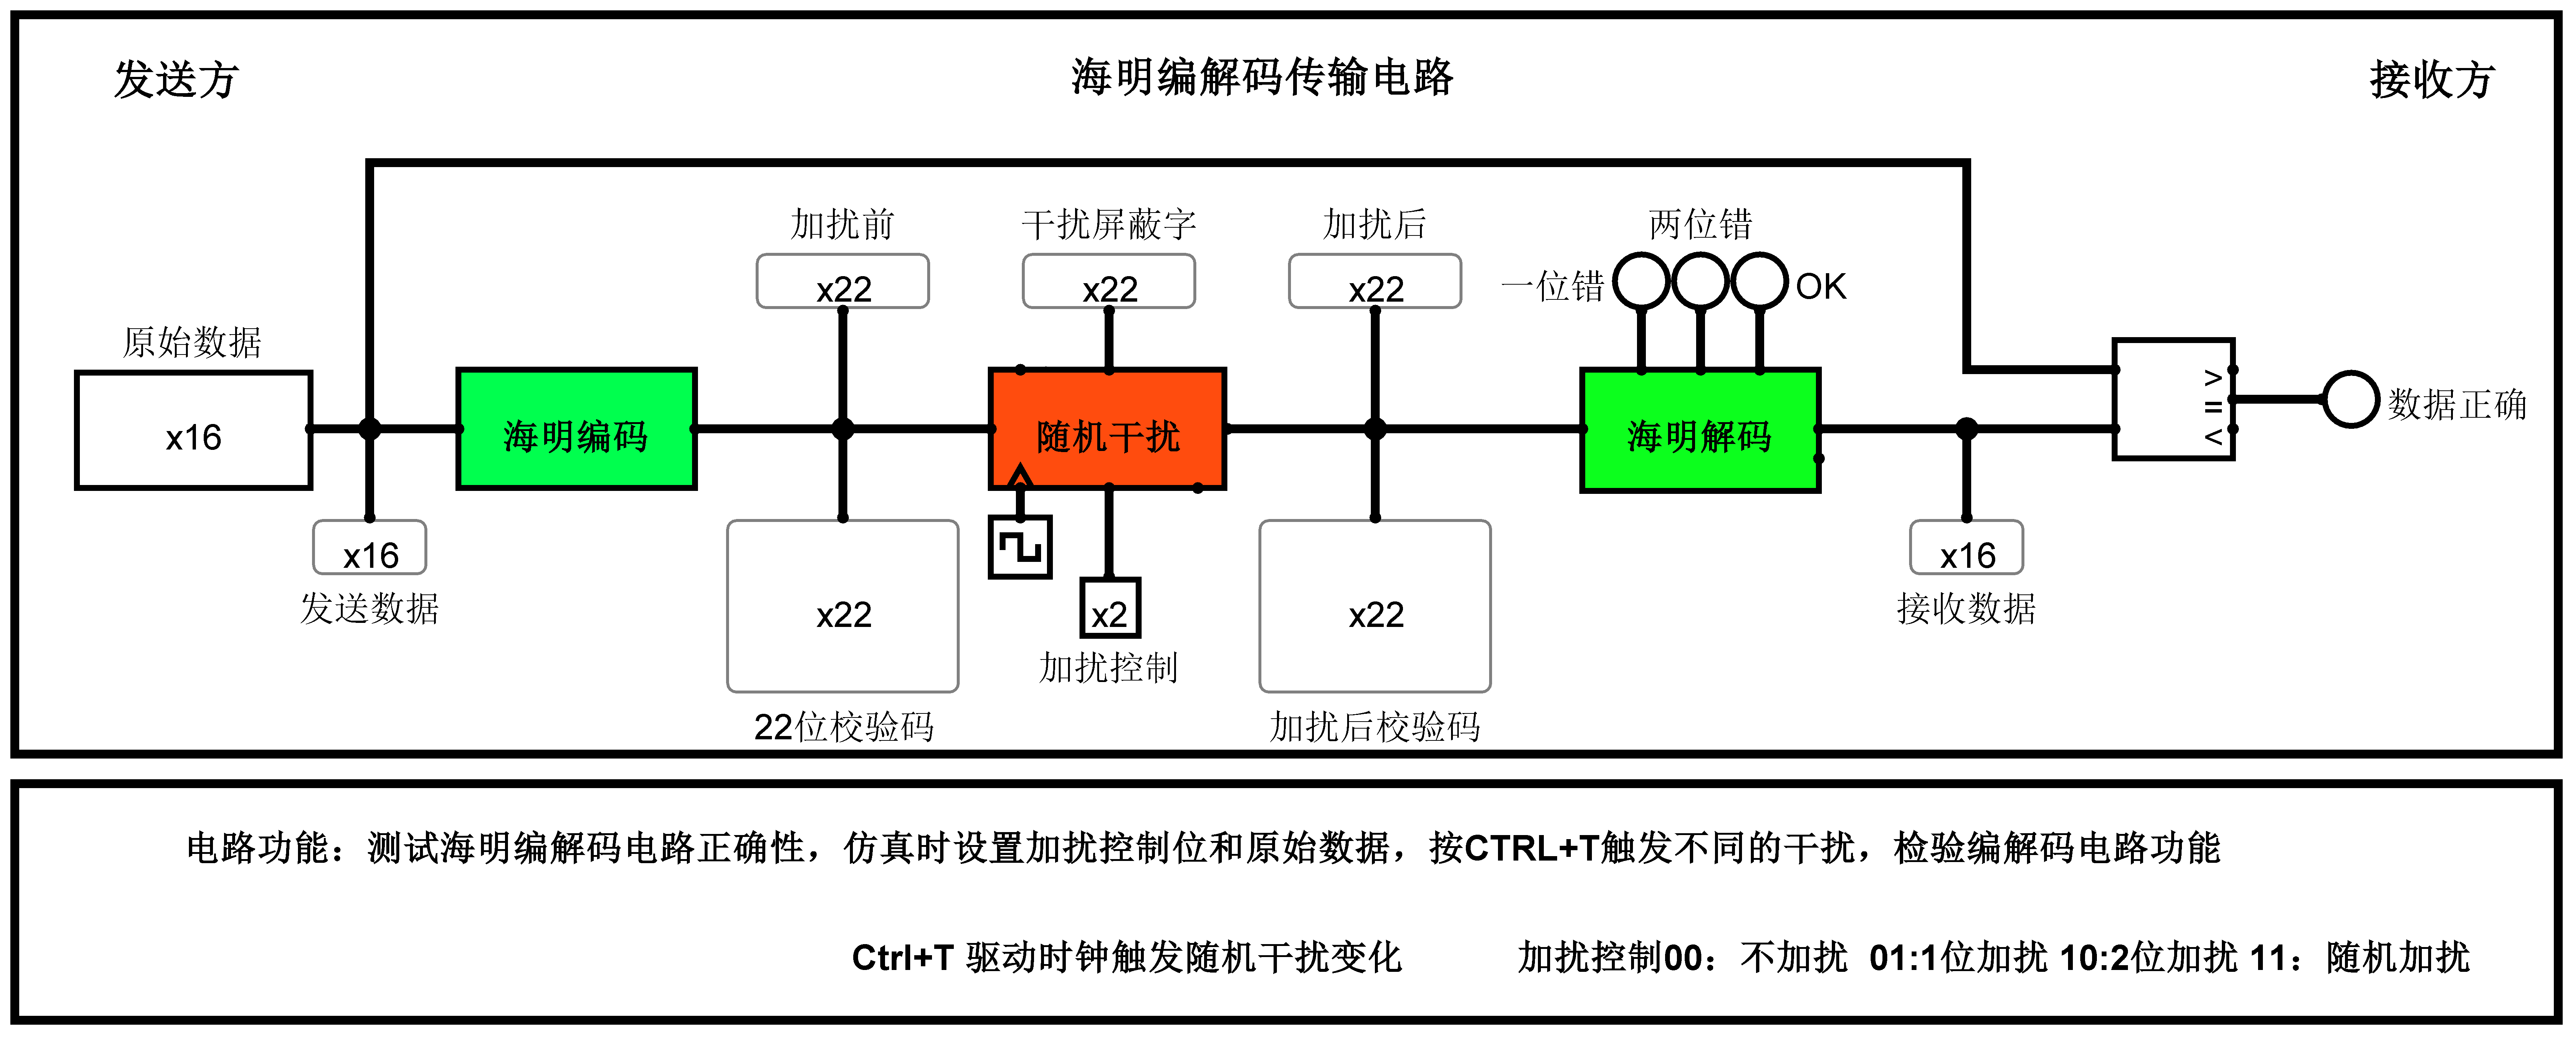 发送方
海明编解码传输电路
接收方
加扰前
干扰屏蔽字
加扰后
两位错
x22
x22
x22
一位错
OK
原始数据
x16
海明编码
随机干扰
海明解码
>
=
<
数据正确
x16
发送数据
x22
x2
加扰控制
x22
x16
接收数据
22位校验码
加扰后校验码
电路功能：测试海明编解码电路正确性，仿真时设置加扰控制位和原始数据，按CTRL+T触发不同的干扰，检验编解码电路功能
Ctrl+T 驱动时钟触发随机干扰变化
加扰控制00：不加扰 01:1位加扰 10:2位加扰 11：随机加扰